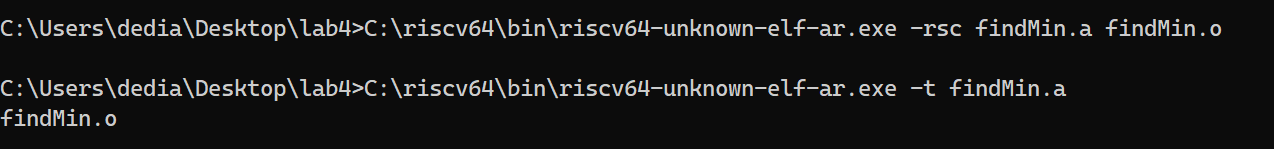 C:\Users\dedia\Desktop\lab4>C:\riscv64\bin\riscv64-unknown-elf-ar.exe -rsc findMin.a findMin.o
C:\Users\dedia\Desktop\lab4>C:\riscv64\bin\riscv64-unknown-elf-ar.exe -t findMin.a
findMin.o